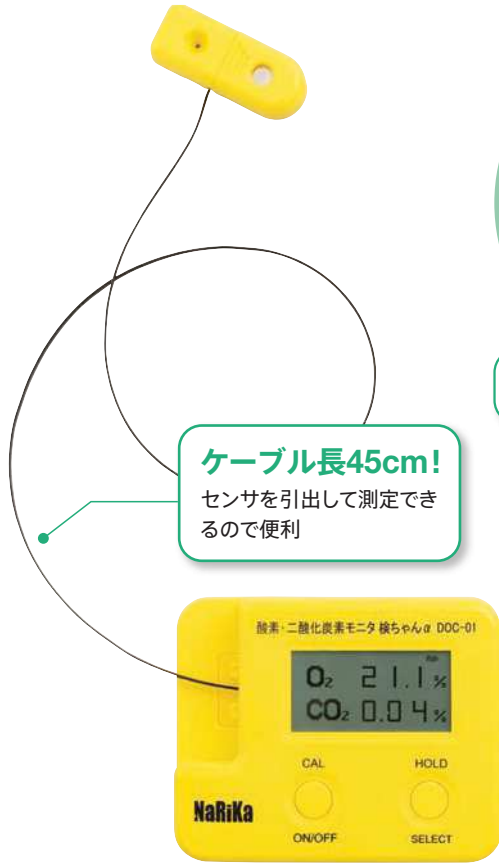 ケーブル長45cm!
センサを引出して測定でき
るので便利
酸素・二酸化炭素モニタ 検ちゃんα DOC-01
O₂ 21.1%
CO₂ 0.04%
CAL HOLD
NaRiKa
ON/OFF SELECT